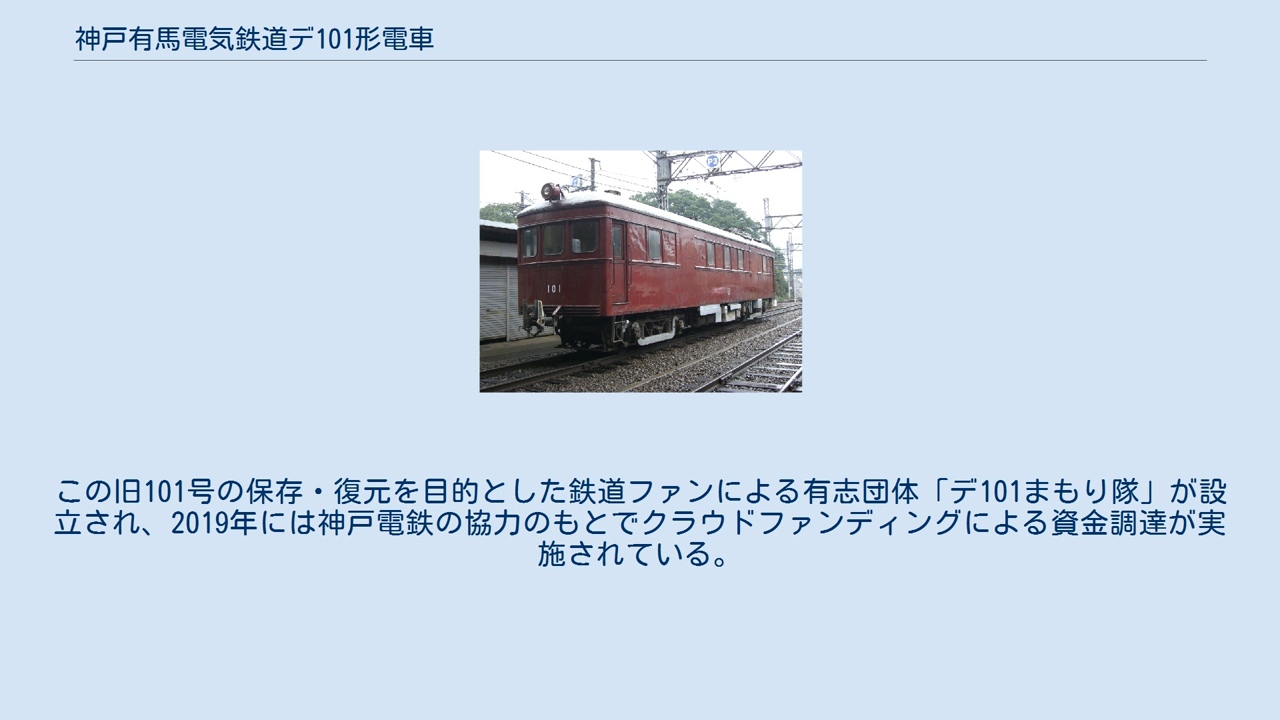 神戸有馬電気鉄道デ101形電車
101
この旧101号の保存・復元を目的とした鉄道ファンによる有志団体「デ101まもり隊」が設
立され、2019年には神戸電鉄の協力のもとでクラウドファンディングによる資金調達が実
施されている。